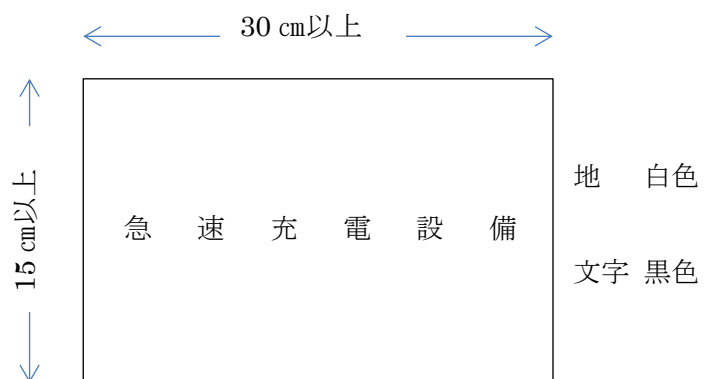 30 ㎝以上
15 ㎝以上
急速充電設備
地 白色
文字 黒色